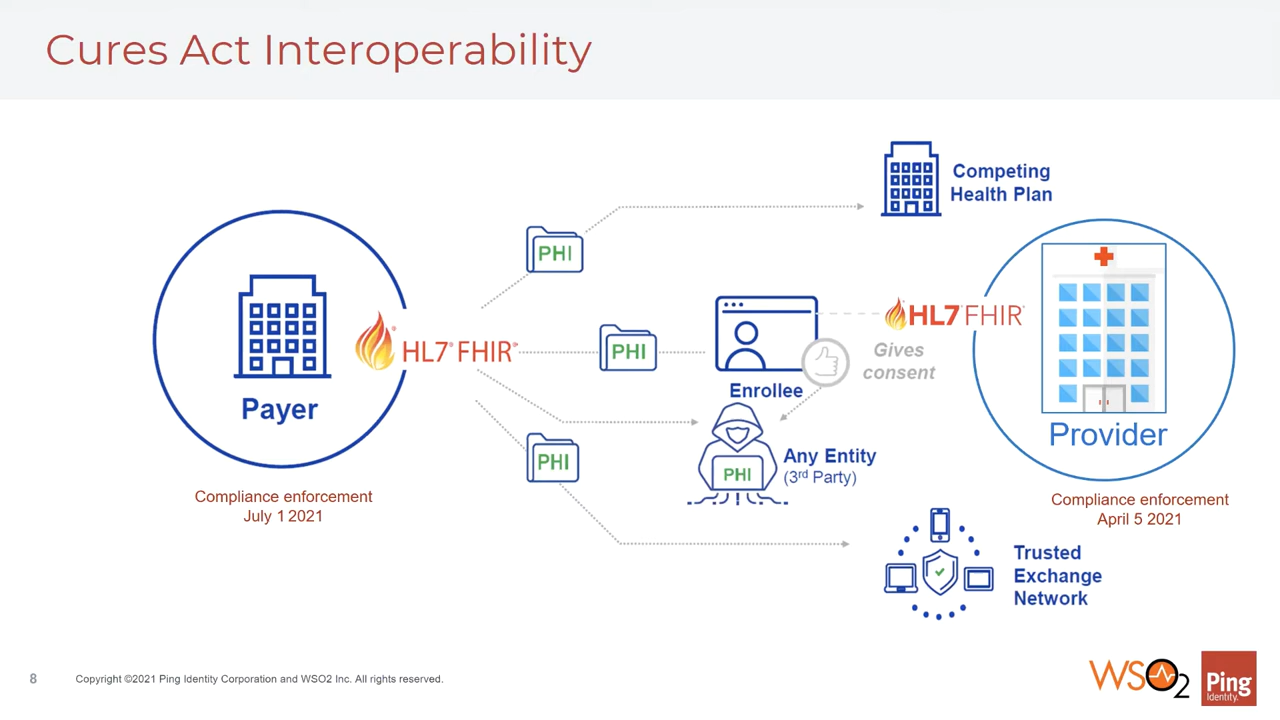 Cures Act Interoperability
Competing
Health Plan
PHI
HL7® FHIR®
Payer
PHI
HL7 FHIR
Gives
consent
Enrollee
Provider
PHI
Any Entity
(3rd Party)
PHI
Compliance enforcement
July 1 2021
Compliance enforcement
April 5 2021
Trusted
Exchange
Network
8
Copyright ©2021 Ping Identity Corporation and WSO2 Inc. All rights reserved.
WSO2
Ping
Identity.